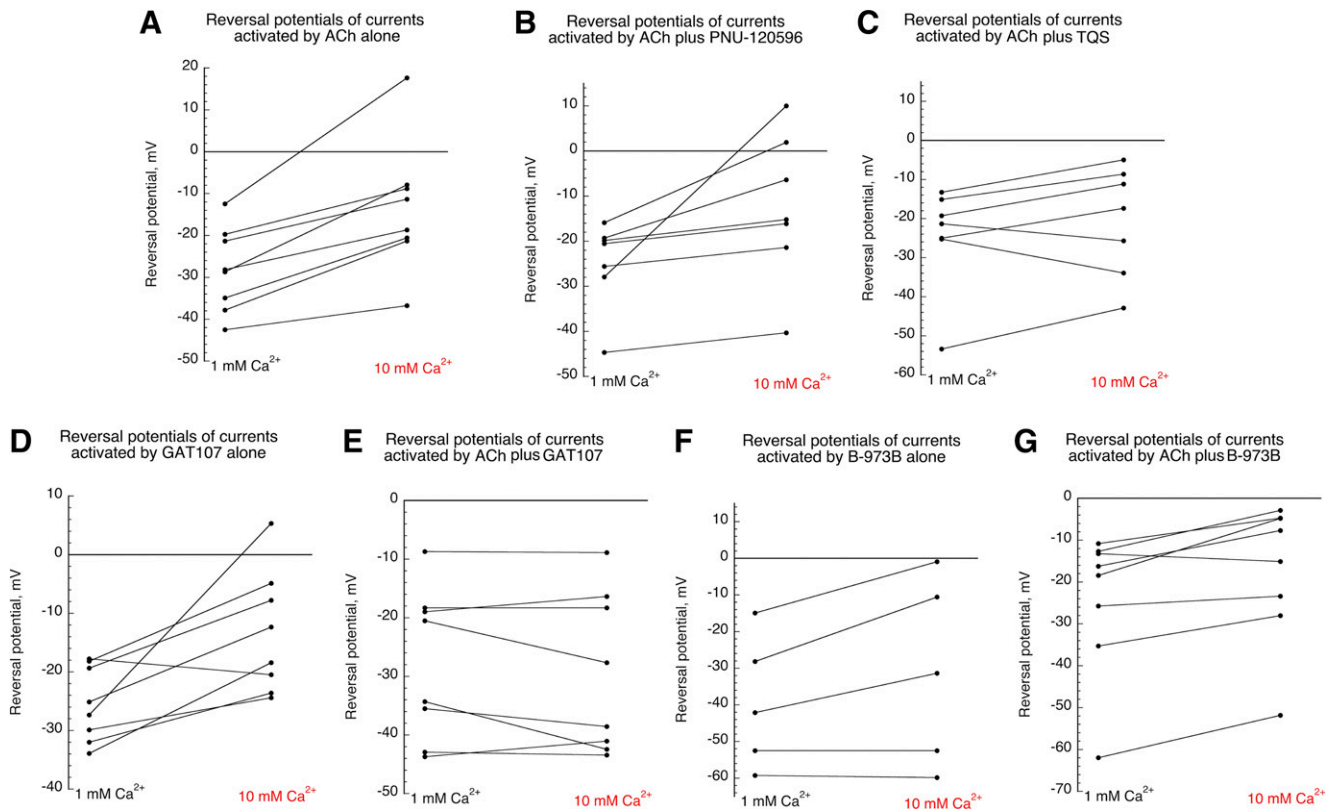 A
Reversal potentials of currents
activated by ACh alone
20
10
0
-10
-20
-30
-40
-50
Reversal potential, mV
1 mM Ca²⁺
10 mM Ca²⁺
B
Reversal potentials of currents
activated by ACh plus PNU-120596
10
0
-10
-20
-30
-40
-50
Reversal potential, mV
1 mM Ca²⁺
10 mM Ca²⁺
C
Reversal potentials of currents
activated by ACh plus TQS
10
0
-10
-20
-30
-40
-50
-60
Reversal potential, mV
1 mM Ca²⁺
10 mM Ca²⁺
D
Reversal potentials of currents
activated by GAT107 alone
10
0
-10
-20
-30
-40
Reversal potential, mV
1 mM Ca²⁺
10 mM Ca²⁺
E
Reversal potentials of currents
activated by ACh plus GAT107
0
-10
-20
-30
-40
-50
Reversal potential, mV
1 mM Ca²⁺
10 mM Ca²⁺
F
Reversal potentials of currents
activated by B-973B alone
10
0
-10
-20
-30
-40
-50
-60
Reversal potential, mV
1 mM Ca²⁺
10 mM Ca²⁺
G
Reversal potentials of currents
activated by ACh plus B-973B
0
-10
-20
-30
-40
-50
-60
-70
Reversal potential, mV
1 mM Ca²⁺
10 mM Ca²⁺